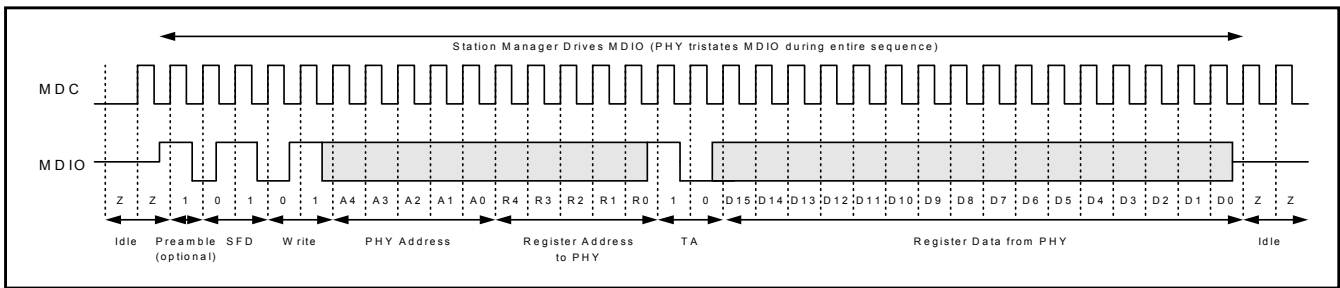 Station Manager Drives MDIO (PHY tristates MDIO during entire sequence)
MDC
MDIO
Z Z 1 0 1 0 1 A4 A3 A2 A1 A0 R4 R3 R2 R1 R0 1 0 D15 D14 D13 D12 D11 D10 D9 D8 D7 D6 D5 D4 D3 D2 D1 D0 Z Z
Idle Preamble SFD Write PHY Address Register Address TA Register Data from PHY Idle
(optional) to PHY